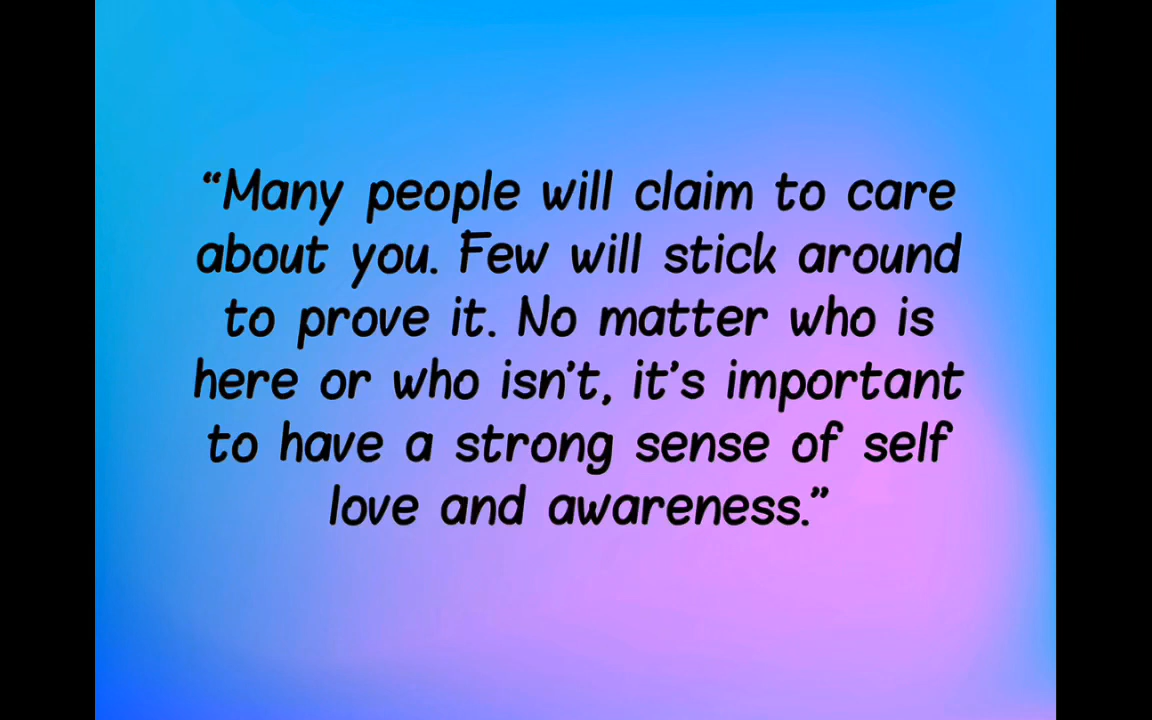 “Many people will claim to care
about you. Few will stick around
to prove it. No matter who is
here or who isn’t, it’s important
to have a strong sense of self
love and awareness.”